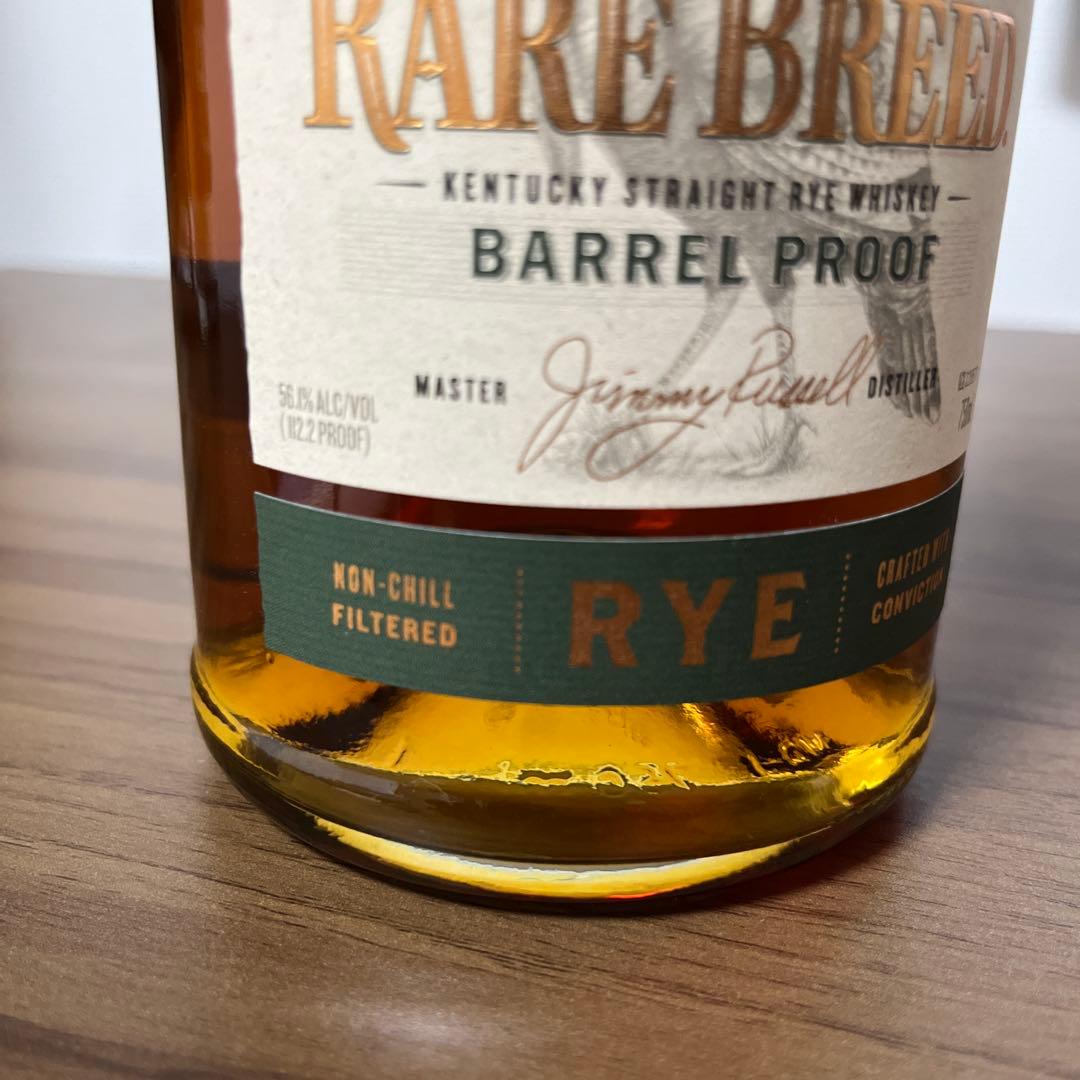 RARE BREED.
KENTUCKY STRAIGHT RYE WHISKEY
BARREL PROOF
MASTER Jimmy Russell DISTILLER
56.1% ALC/VOL
(112.2 PROOF)
NON-CHILL
FILTERED
RYE
CRAFTED WITH
CONVICTION